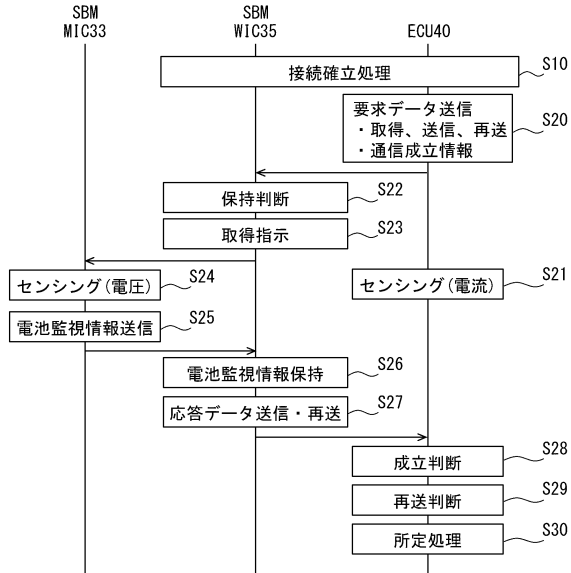 SBM
MIC33
SBM
WIC35
ECU40
接続確立処理
S10
要求データ送信
・取得、送信、再送
・通信成立情報
S20
保持判断
S22
取得指示
S23
センシング(電圧)
S24
センシング(電流)
S21
電池監視情報送信
S25
電池監視情報保持
S26
応答データ送信・再送
S27
成立判断
S28
再送判断
S29
所定処理
S30